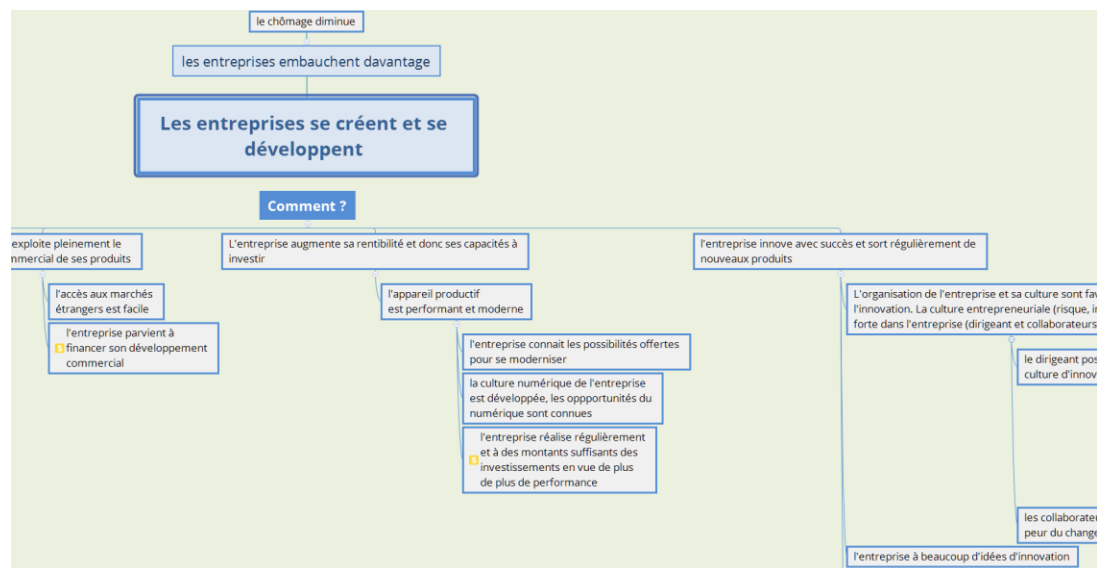 le chômage diminue
les entreprises embauchent davantage
Les entreprises se créent et se
développent
Comment ?
exploite pleinement le
mmercial de ses produits
l'accès aux marchés
étrangers est facile
l'entreprise parvient à
financer son développement
commercial
L'entreprise augmente sa rentibilité et donc ses capacités à
investir
l'appareil productif
est performant et moderne
l'entreprise connait les possibilités offertes
pour se moderniser
la culture numérique de l'entreprise
est développée, les oppportunités du
numérique sont connues
l'entreprise réalise régulièrement
et à des montants suffisants des
investissements en vue de plus
de plus de performance
l'entreprise innove avec succès et sort régulièrement de
nouveaux produits
L'organisation de l'entreprise et sa culture sont fav
l'innovation. La culture entrepreneuriale (risque, in
forte dans l'entreprise (dirigeant et collaborateurs
le dirigeant pos
culture d'innov
les collaborateu
peur du change
l'entreprise à beaucoup d'idées d'innovation